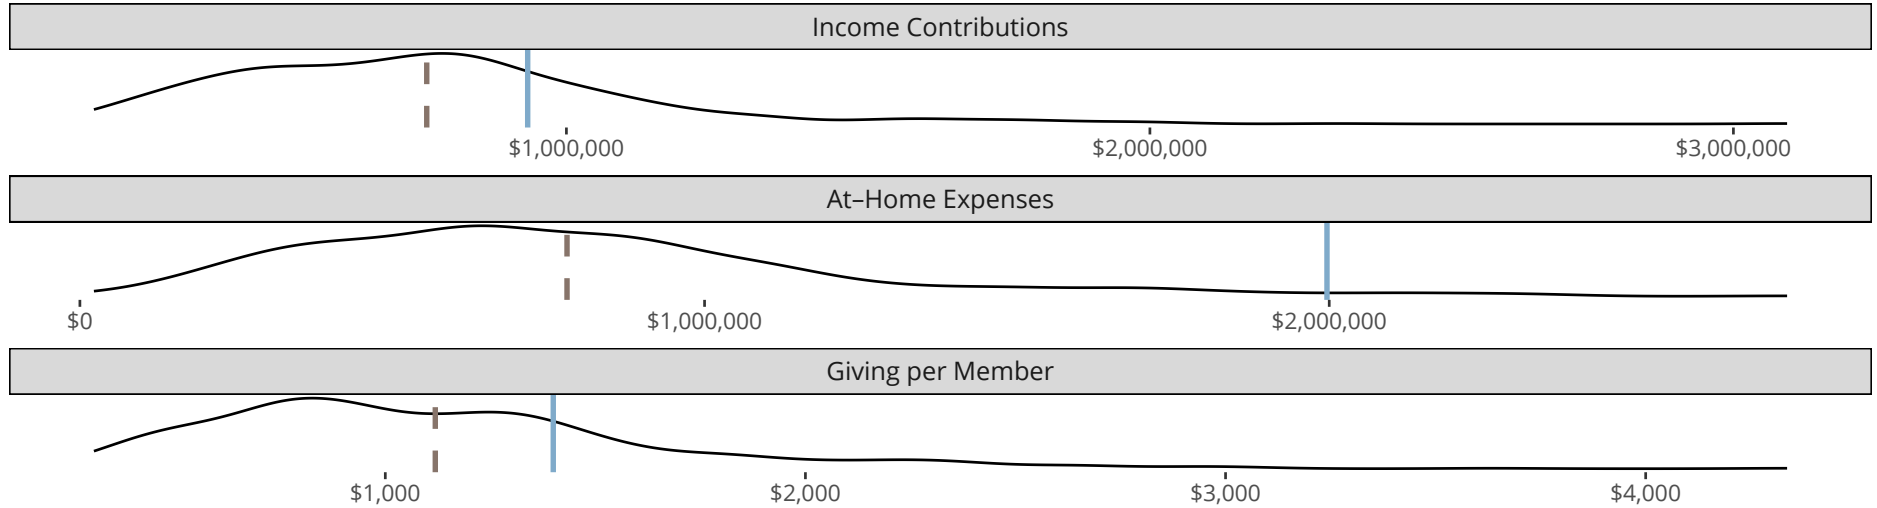 Income Contributions
$1,000,000 $2,000,000 $3,000,000
At–Home Expenses
$0 $1,000,000 $2,000,000
Giving per Member
$1,000 $2,000 $3,000 $4,000